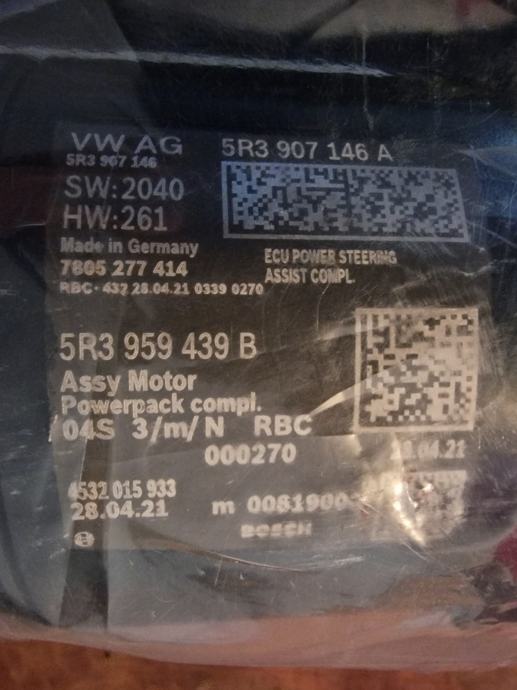 VW AG
5R3 907 146 A
5R3 907 146
SW:2040
HW:261
Made in Germany
7805 277 414
ECU POWER STEERING
ASSIST COMPL.
RBC - 437 28.04.21 0339 0270
5R3 959 439 B
Assy Motor
Powerpack compl.
04S 3/m/N RBC
000270
28.04.21
4532 015 933
28.04.21
m 0081900
BOSCH